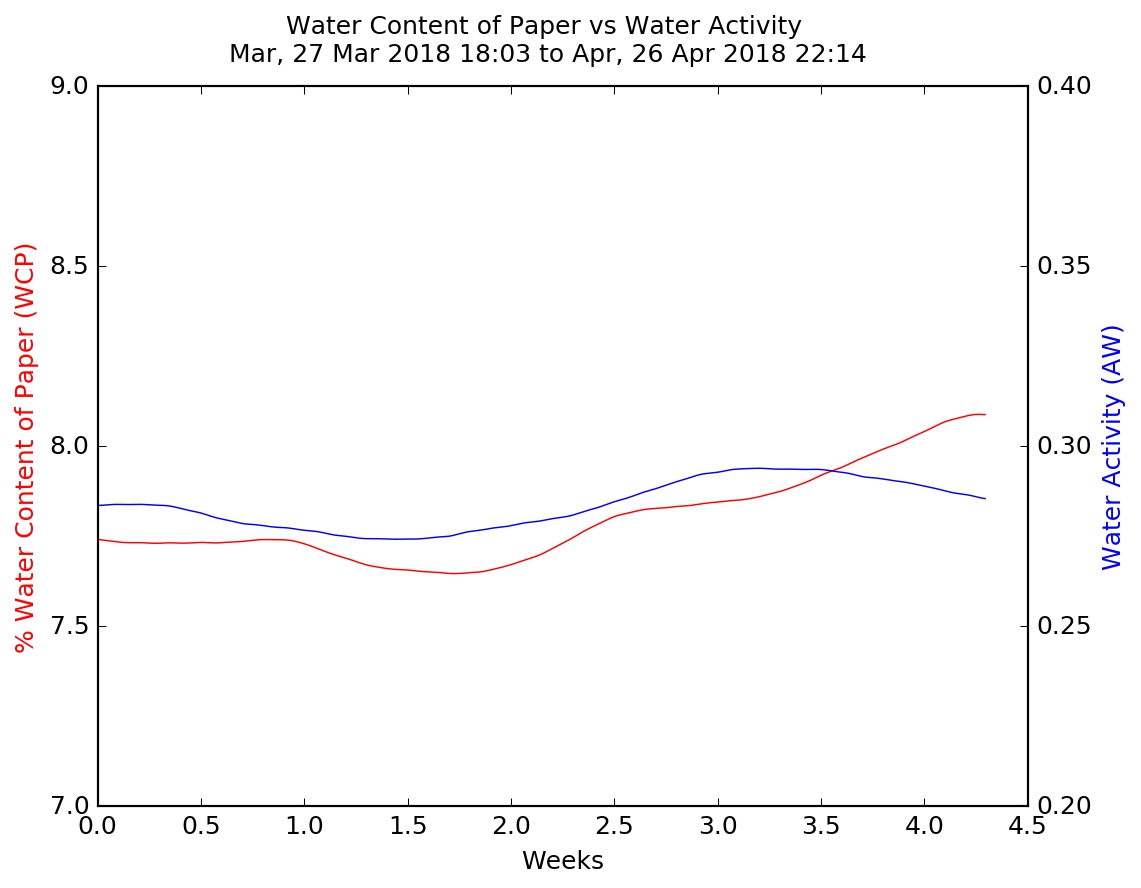 Water Content of Paper vs Water Activity
Mar, 27 Mar 2018 18:03 to Apr, 26 Apr 2018 22:14
9.0
8.5
8.0
7.5
7.0
% Water Content of Paper (WCP)
0.40
0.35
0.30
0.25
0.20
Water Activity (AW)
0.0 0.5 1.0 1.5 2.0 2.5 3.0 3.5 4.0 4.5
Weeks